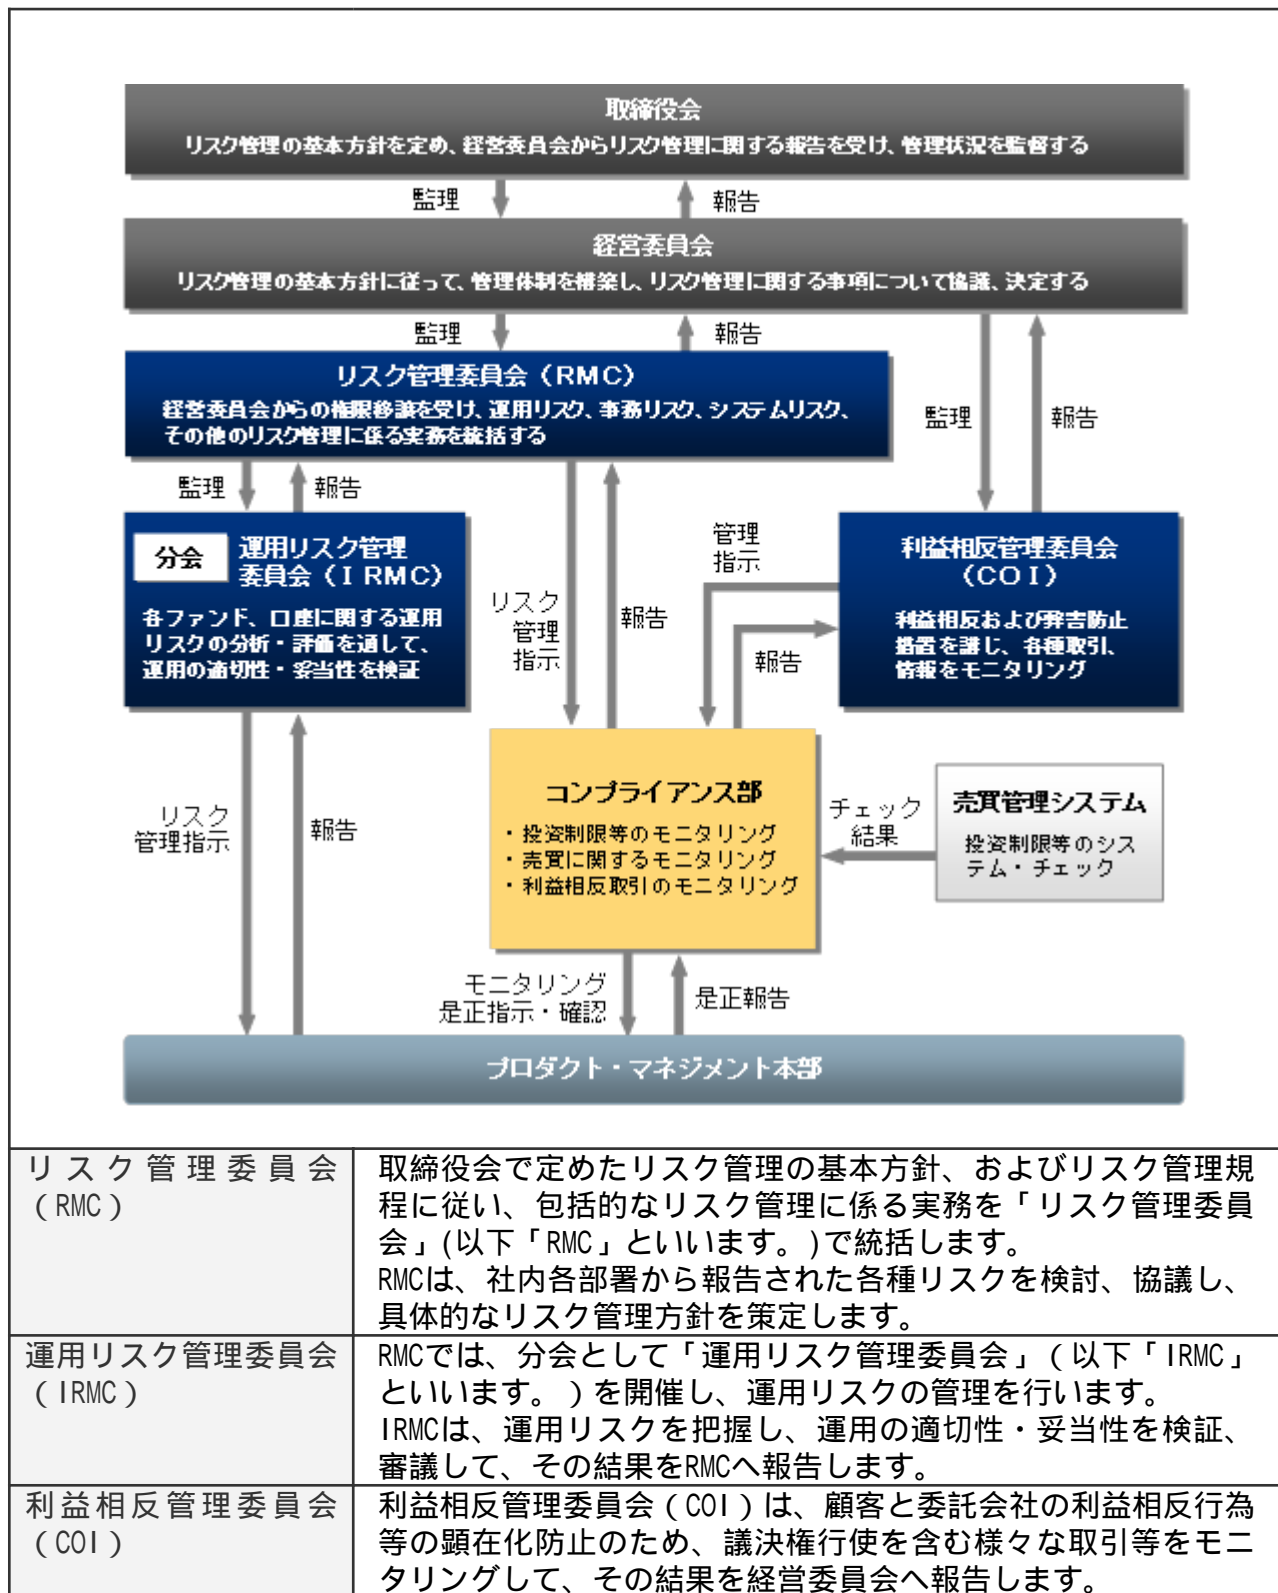 取締役会
リスク管理の基本方針を定め、経営委員会からリスク管理に関する報告を受け、管理状況を監督する
監理
報告
経営委員会
リスク管理の基本方針に従って、管理体制を構築し、リスク管理に関する事項について協議、決定する
監理
報告
リスク管理委員会（RMC）
経営委員会からの権限移譲を受け、運用リスク、事務リスク、システムリスク、
その他のリスク管理に係る実務を統括する
監理
報告
監理
報告
分会
運用リスク管理
委員会（IRMC）
各ファンド、口座に関する運用
リスクの分析・評価を通して、
運用の適切性・妥当性を検証
リスク
管理
指示
報告
管理
指示
報告
利益相反管理委員会
（COI）
利益相反および弊害防止
措置を講じ、各種取引、
情報をモニタリング
リスク
管理指示
報告
コンプライアンス部
・投資制限等のモニタリング
・売買に関するモニタリング
・利益相反取引のモニタリング
チェック
結果
売買管理システム
投資制限等のシス
テム・チェック
モニタリング
是正指示・確認
是正報告
プロダクト・マネジメント本部
リスク管理委員会
（RMC）
取締役会で定めたリスク管理の基本方針、およびリスク管理規
程に従い、包括的なリスク管理に係る実務を「リスク管理委員
会」(以下「RMC」といいます。)で統括します。
RMCは、社内各部署から報告された各種リスクを検討、協議し、
具体的なリスク管理方針を策定します。
運用リスク管理委員会
（IRMC）
RMCでは、分会として「運用リスク管理委員会」（以下「IRMC」
といいます。）を開催し、運用リスクの管理を行います。
IRMCは、運用リスクを把握し、運用の適切性・妥当性を検証、
審議して、その結果をRMCへ報告します。
利益相反管理委員会
（COI）
利益相反管理委員会（COI）は、顧客と委託会社の利益相反行為
等の顕在化防止のため、議決権行使を含む様々な取引等をモニ
タリングして、その結果を経営委員会へ報告します。